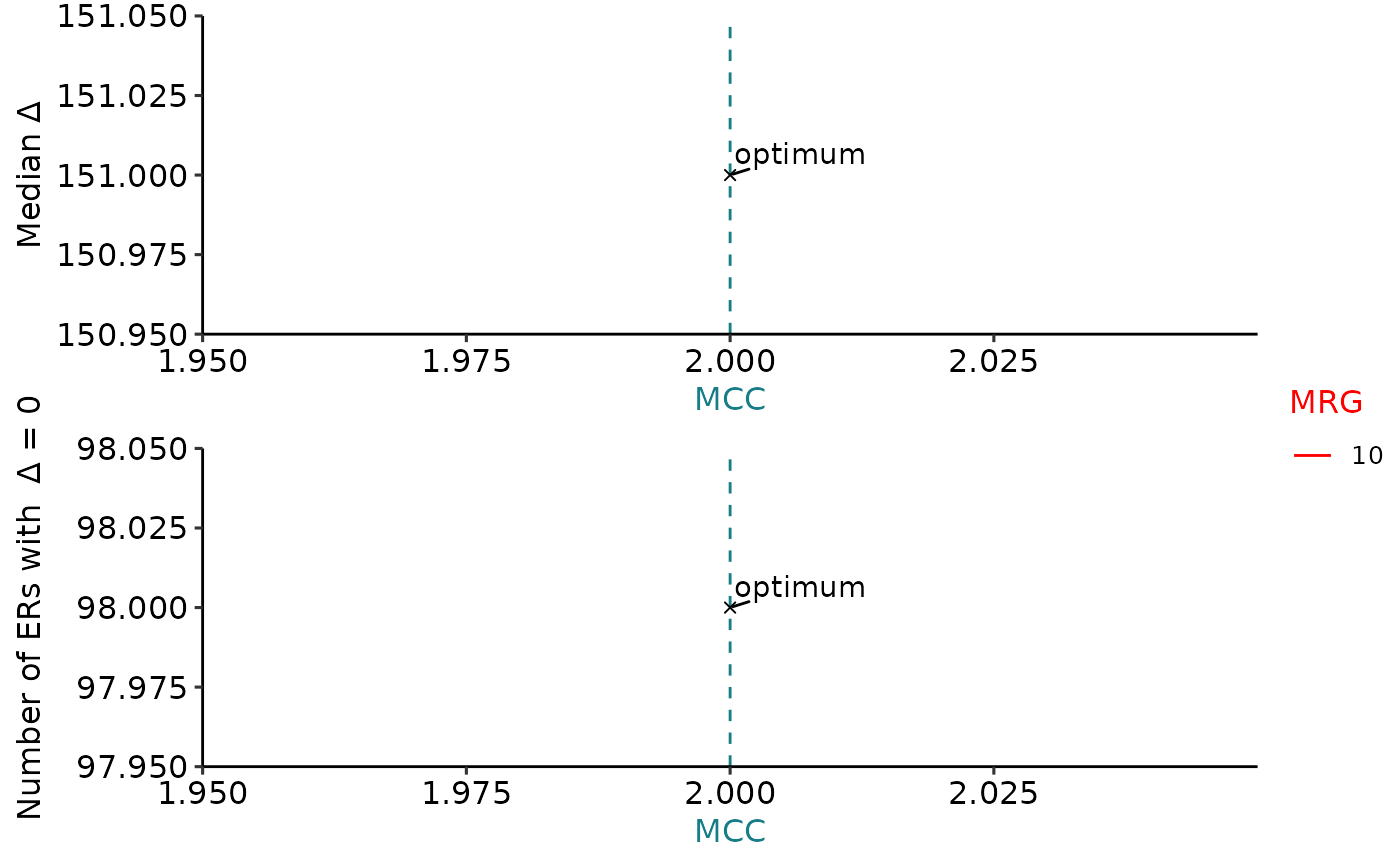 151.050
151.025
151.000
150.975
150.950
Median Δ
optimum
1.950 1.975 2.000 2.025
MCC
98.050
98.025
98.000
97.975
97.950
Number of ERs with Δ = 0
optimum
1.950 1.975 2.000 2.025
MCC
MRG
10